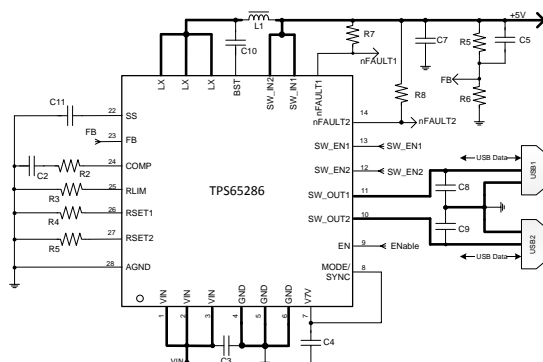 L1
+5V
R7
C10
C7
R5
C5
nFAULT1
FB
R6
R8
LX
LX
LX
BST
SW_IN2
SW_IN1
nFAULT1
C11
22
SS
nFAULT2
14
nFAULT2
FB
23
FB
SW_EN1
13
SW_EN1
C2
R2
24
COMP
SW_EN2
12
SW_EN2
USB Data
R3
25
RLIM
TPS65286
SW_OUT1
11
C8
USB1
R4
26
RSET1
SW_OUT2
10
C9
R5
27
RSET2
EN
9
ENable
USB2
USB Data
28
AGND
MODE/
SYNC
8
VIN
VIN
VIN
GND
GND
GND
V7V
1
2
3
4
5
6
7
C3
C4
VIN